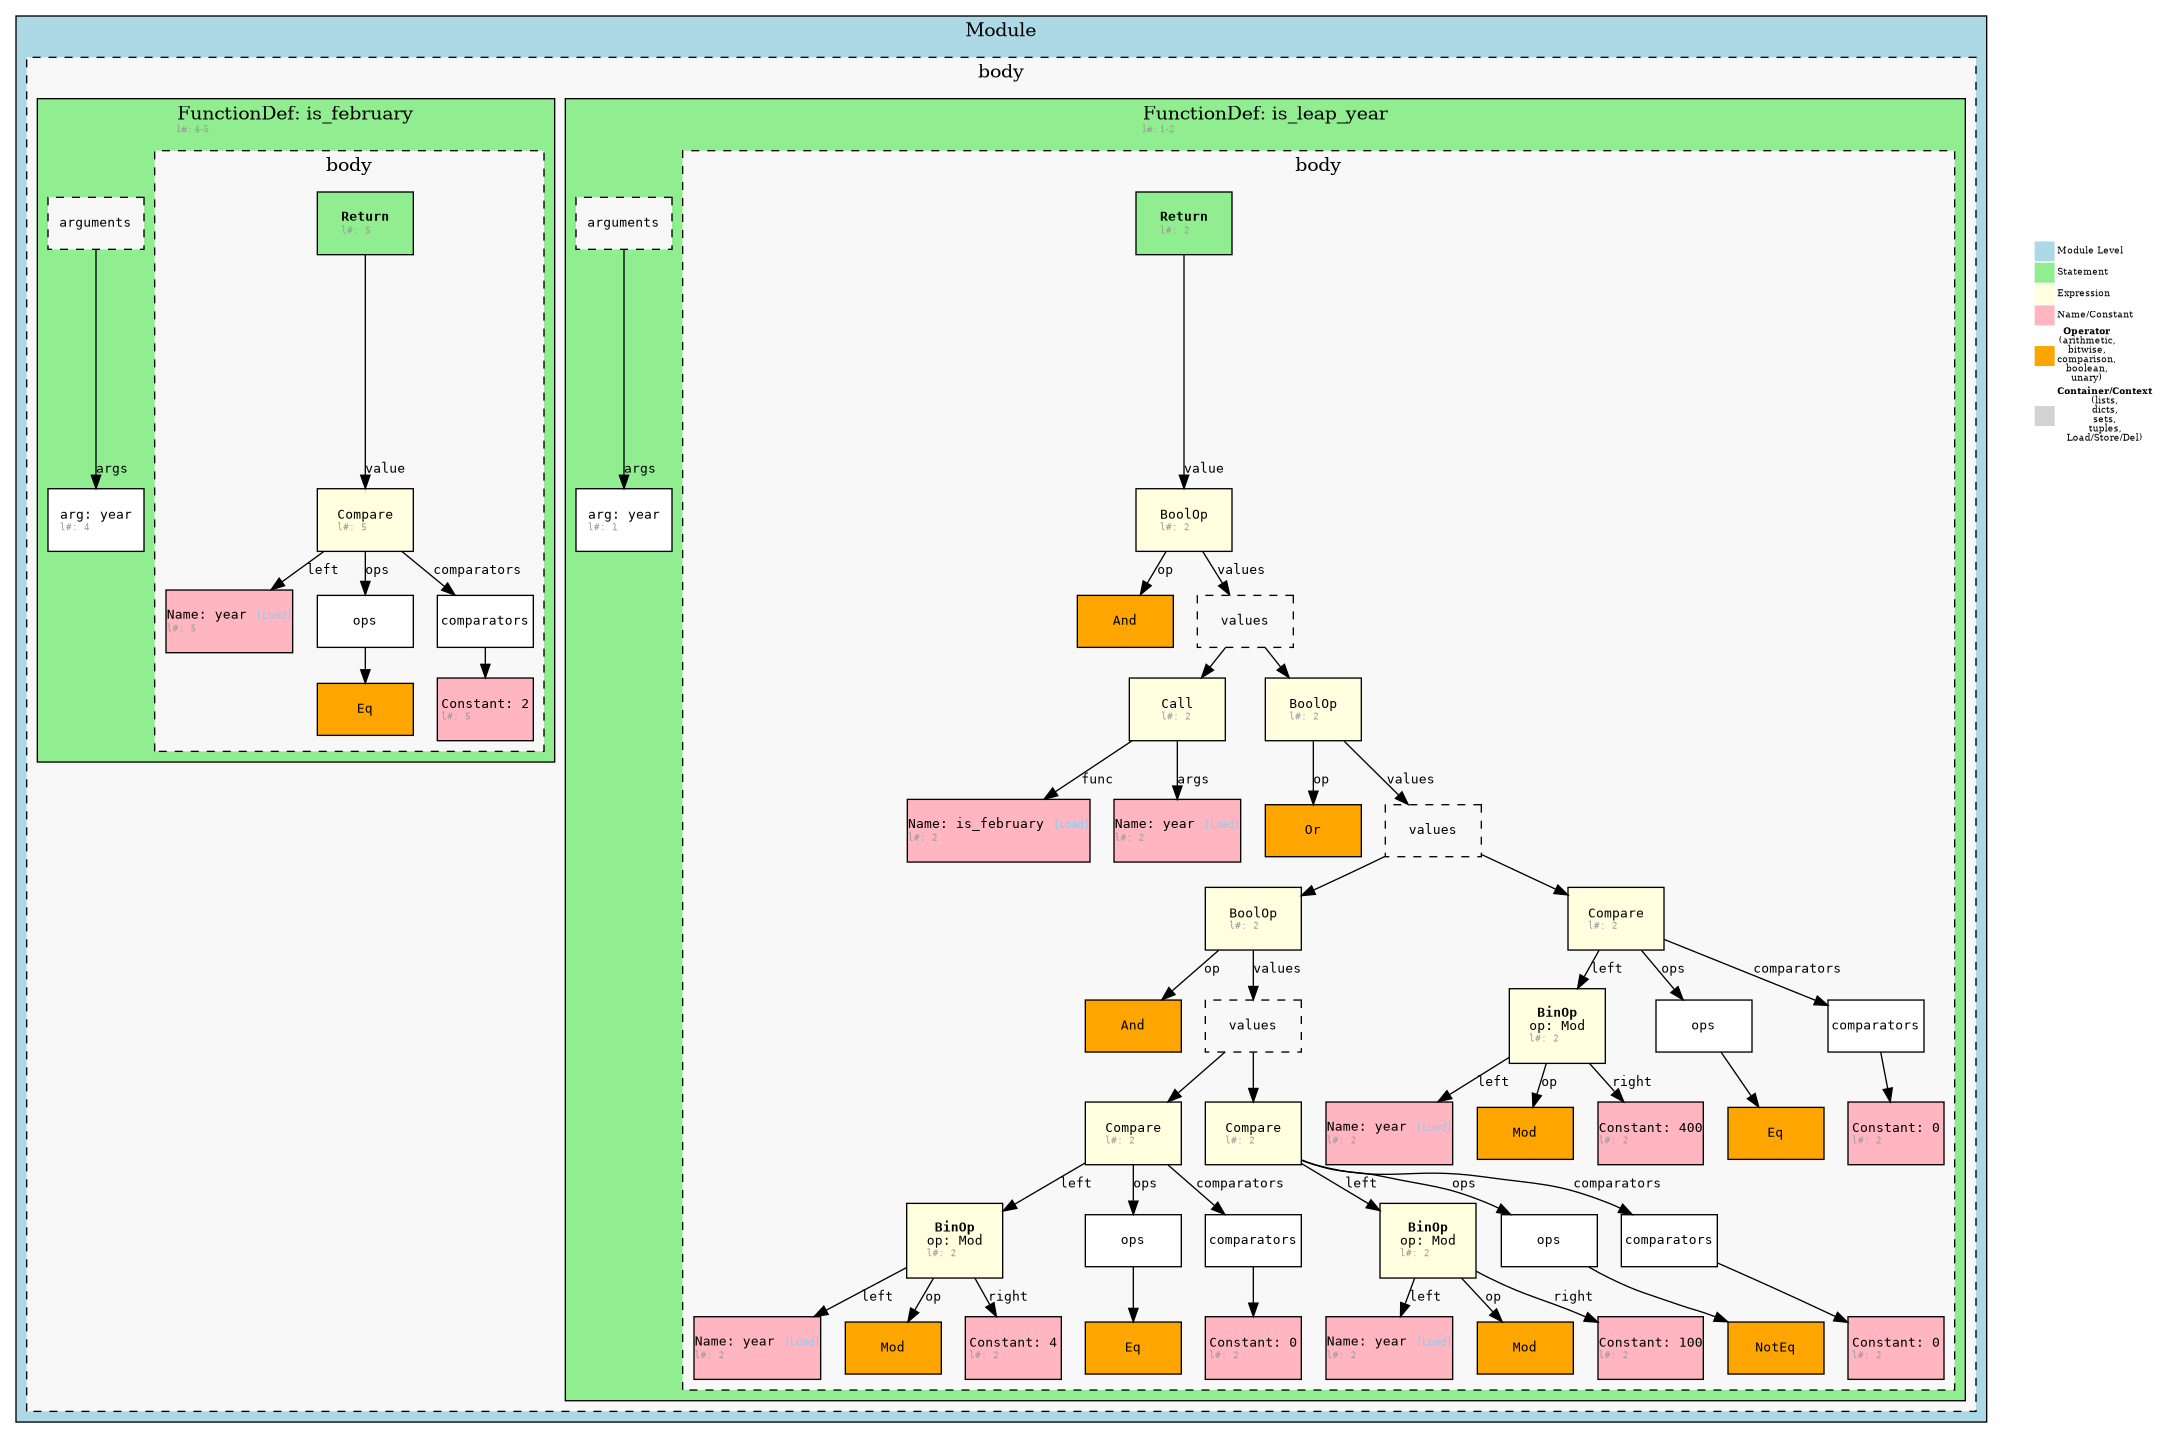 Module
body
FunctionDef: is_february
l#: 4-5
body
arguments
Return
l#: 5
args
value
arg: year
l#: 4
Compare
l#: 5
left
ops
comparators
Name: year [Load]
l#: 5
ops
comparators
Eq
Constant: 2
l#: 5
FunctionDef: is_leap_year
l#: 1-2
body
arguments
Return
l#: 2
args
value
arg: year
l#: 1
BoolOp
l#: 2
op
values
And
values
Call
l#: 2
BoolOp
l#: 2
func
args
op
values
Name: is_february [Load]
l#: 2
Name: year [Load]
l#: 2
Or
values
BoolOp
l#: 2
Compare
l#: 2
op
values
left
ops
comparators
And
values
BinOp
op: Mod
l#: 2
ops
comparators
left
op
right
Compare
l#: 2
Compare
l#: 2
Name: year [Load]
l#: 2
Mod
Constant: 400
l#: 2
Eq
Constant: 0
l#: 2
left
ops
comparators
left
ops
comparators
BinOp
op: Mod
l#: 2
ops
comparators
BinOp
op: Mod
l#: 2
ops
comparators
left
op
right
left
op
right
Name: year [Load]
l#: 2
Mod
Constant: 4
l#: 2
Eq
Constant: 0
l#: 2
Name: year [Load]
l#: 2
Mod
Constant: 100
l#: 2
NotEq
Constant: 0
l#: 2
Module Level
Statement
Expression
Name/Constant
Operator
(arithmetic,
bitwise,
comparison,
boolean,
unary)
Container/Context
(lists,
dicts,
sets,
tuples,
Load/Store/Del)